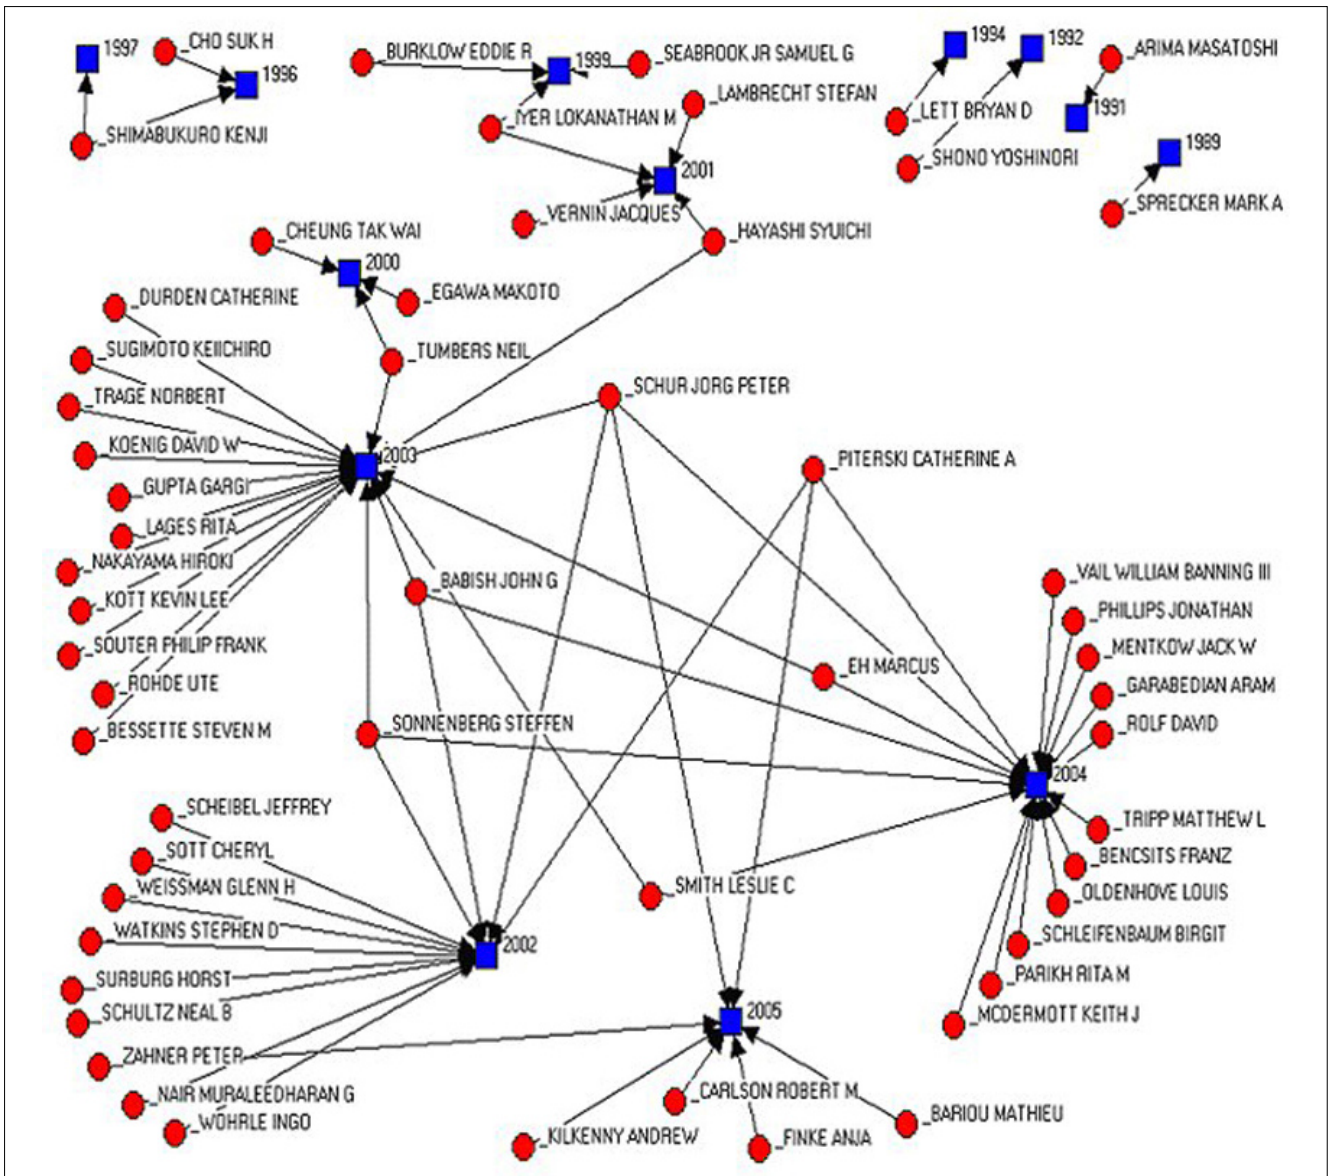 1997
_CHO SUK H
1996
_SHIMABUKURO KENJI
_BURKLOW EDDIE R
1999
_SEABROOK JR SAMUEL G
_LAMBRECHT STEFAN
_IYER LOKANATHAN M
2001
_VERNIN JACQUES
_HAYASHI SYUICHI
1994
1992
_ARIMA MASATOSHI
_LETT BRYAN D
1991
_SHONO YOSHINORI
1989
_SPRECKER MARK A
_CHEUNG TAK WAI
2000
_EGAWA MAKOTO
_DURDEN CATHERINE
_SUGIMOTO KEIICHIRO
_TUMBERS NEIL
_TRAGE NORBERT
_SCHUR JORG PETER
_KOENIG DAVID W
2003
_PITERSKI CATHERINE A
_GUPTA GARGI
_LAGES RITA
_NAKAYAMA HIROKI
_KOTT KEVIN LEE
_BABISH JOHN G
_SOUTER PHILIP FRANK
_ROHDE UTE
_BESSETTE STEVEN M
_EH MARCUS
_SONNENBERG STEFFEN
_VAIL WILLIAM BANNING III
_PHILLIPS JONATHAN
_MENTKOW JACK W
_GARABEDIAN ARAM
_ROLF DAVID
2004
_TRIPP MATTHEW L
_BENCSITS FRANZ
_OLDENHOVE LOUIS
_SCHLEIFENBAUM BIRGIT
_PARIKH RITA M
_MCDERMOTT KEITH J
_SCHEIBEL JEFFREY
_SOTT CHERYL
_WEISSMAN GLENN H
_SMITH LESLIE C
_WATKINS STEPHEN D
2002
_SURBURG HORST
_SCHULTZ NEAL B
2005
_ZAHNER PETER
_NAIR MURALEEDHARAN G
_WOHRLE INGO
_CARLSON ROBERT M
_BARIOU MATHIEU
_KILKENNY ANDREW
_FINKE ANJA